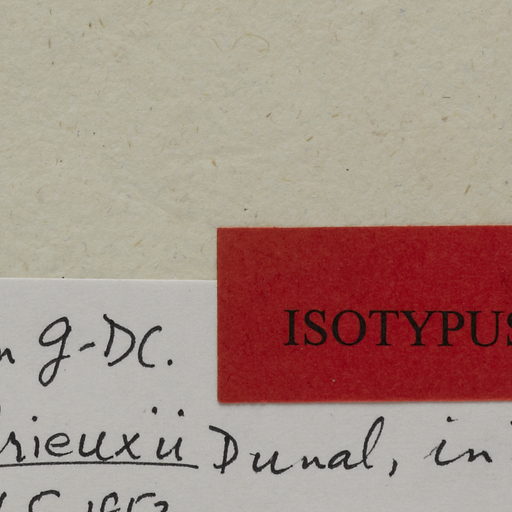 ISOTYPUS
G-DC.
rieuxii Dunal, in